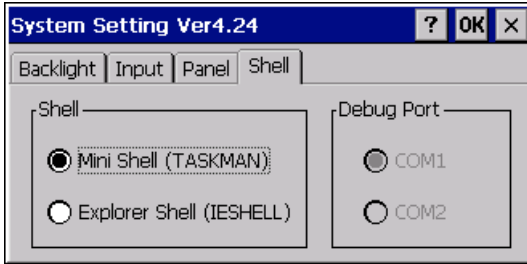 System Setting Ver4.24 ? OK ×
Backlight Input Panel Shell
Shell
Mini Shell (TASKMAN)
Explorer Shell (IESHELL)
Debug Port
COM1
COM2